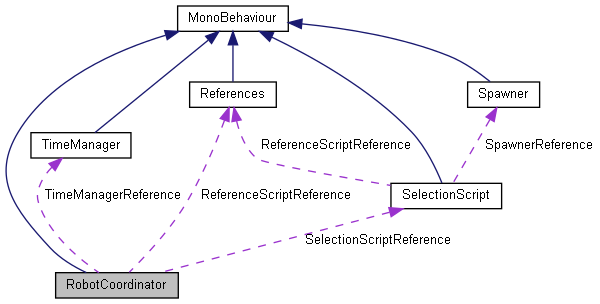 MonoBehaviour
References
Spawner
TimeManager
ReferenceScriptReference
SpawnerReference
TimeManagerReference
ReferenceScriptReference
SelectionScript
SelectionScriptReference
RobotCoordinator